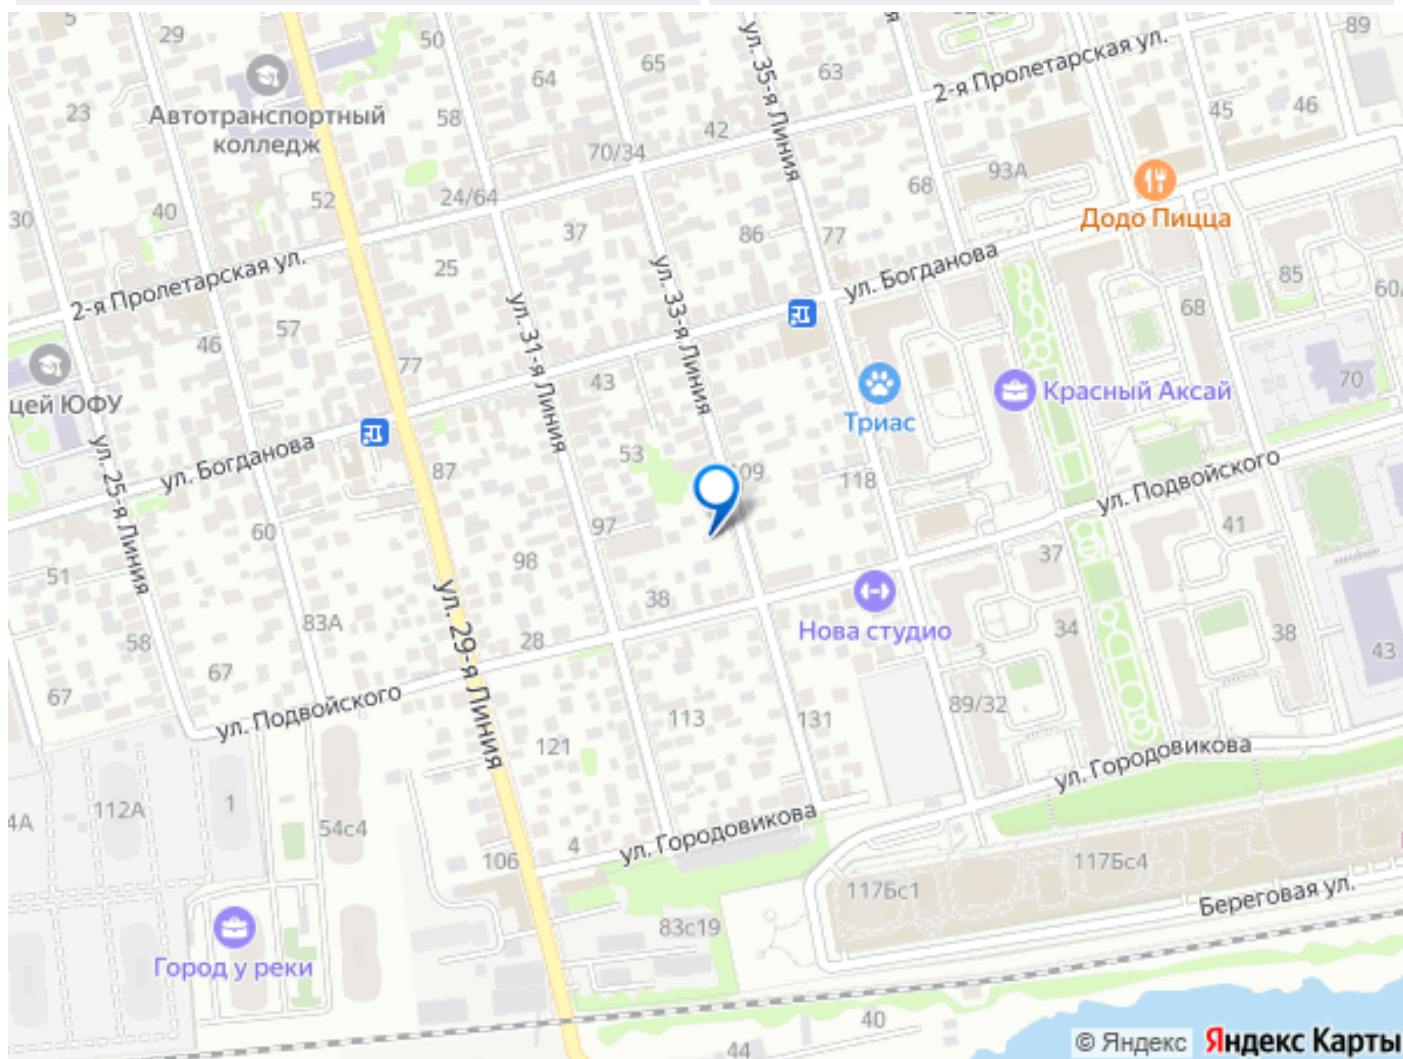 5
29
50
89
ул. 35-я Линия
64
65
63
2-я Пролетарская ул.
23
Автотранспортный
колледж
58
42
45
46
70/34
93А
68
52
24/64
30
40
37
86
77
Додо Пицца
ул. Богданова
25
2-я Пролетарская ул.
ул. 33-я Линия
85
60
68
57
ул. 31-я Линия
46
77
43
70
Красный Аксай
цей ЮФУ
Триас
53
ул. Богданова
87
ул. 25-я Линия
109
118
ул. Подвойского
60
97
41
98
37
51
ул. 29-я Линия
38
83А
28
Нова студио
34
38
58
43
67
67
ул. Подвойского
113
131
89/32
3
121
ул. Городовикова
4А
112А
1
54с4
ул. Городовикова
4
106
117Бс4
117Бс1
Береговая ул.
83с19
Город у реки
40
44
© Яндекс Яндекс Карты